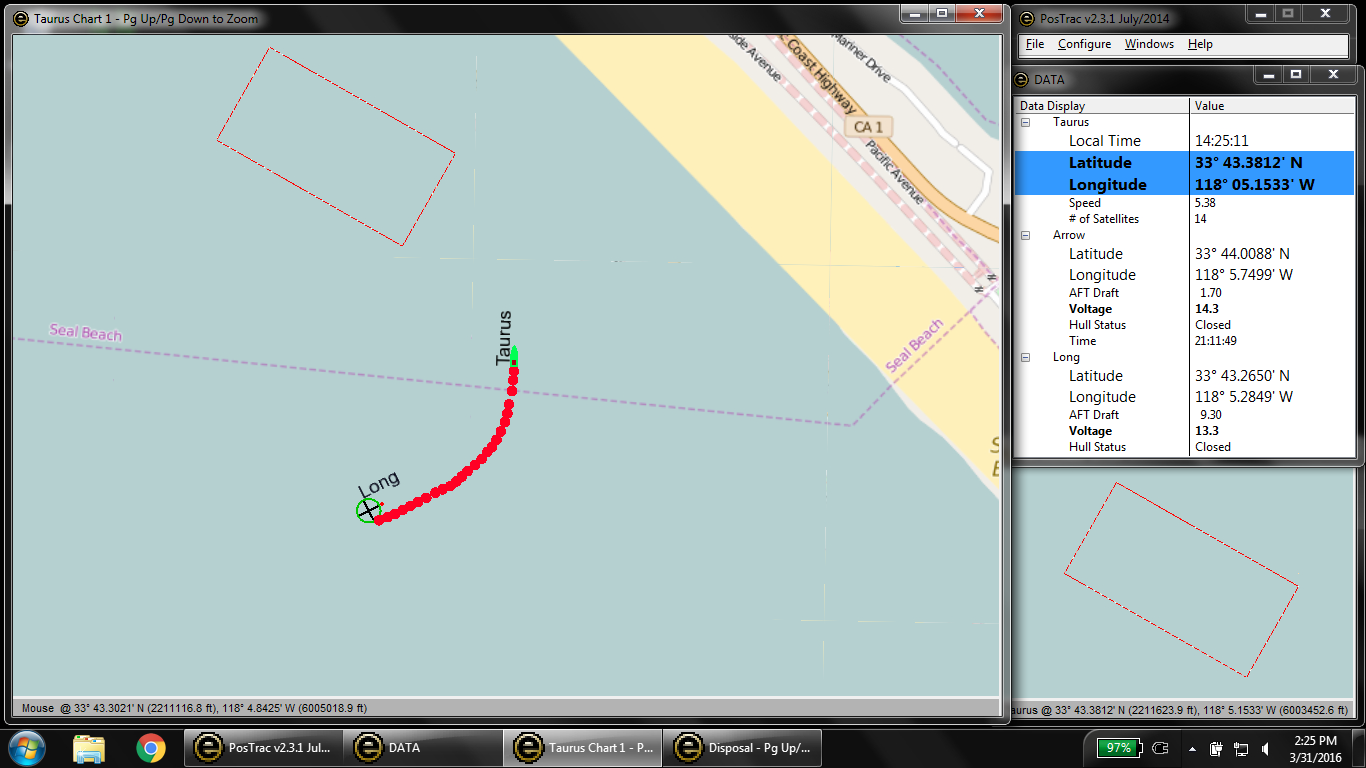 Taurus Chart 1 - Pg Up/Pg Down to Zoom
Mariner Drive
Coast Highway
side Avenue
CA 1
Pacific Avenue
Seal Beach
Seal Beach
Taurus
Long
Mouse @ 33° 43.3021' N (2211116.8 ft), 118° 4.8425' W (6005018.9 ft)
PosTrac v2.3.1 July/2014
File Configure Windows Help
DATA
Data Display Value
Taurus
Local Time 14:25:11
Latitude 33° 43.3812' N
Longitude 118° 05.1533' W
Speed 5.38
# of Satellites 14
Arrow
Latitude 33° 44.0088' N
Longitude 118° 5.7499' W
AFT Draft 1.70
Voltage 14.3
Hull Status Closed
Time 21:11:49
Long
Latitude 33° 43.2650' N
Longitude 118° 5.2849' W
AFT Draft 9.30
Voltage 13.3
Hull Status Closed
aurus @ 33° 43.3812' N (2211623.9 ft), 118° 5.1533' W (6003452.6 ft)
PosTrac v2.3.1 Jul...
DATA
Taurus Chart 1 - P...
Disposal - Pg Up/...
97%
2:25 PM
3/31/2016